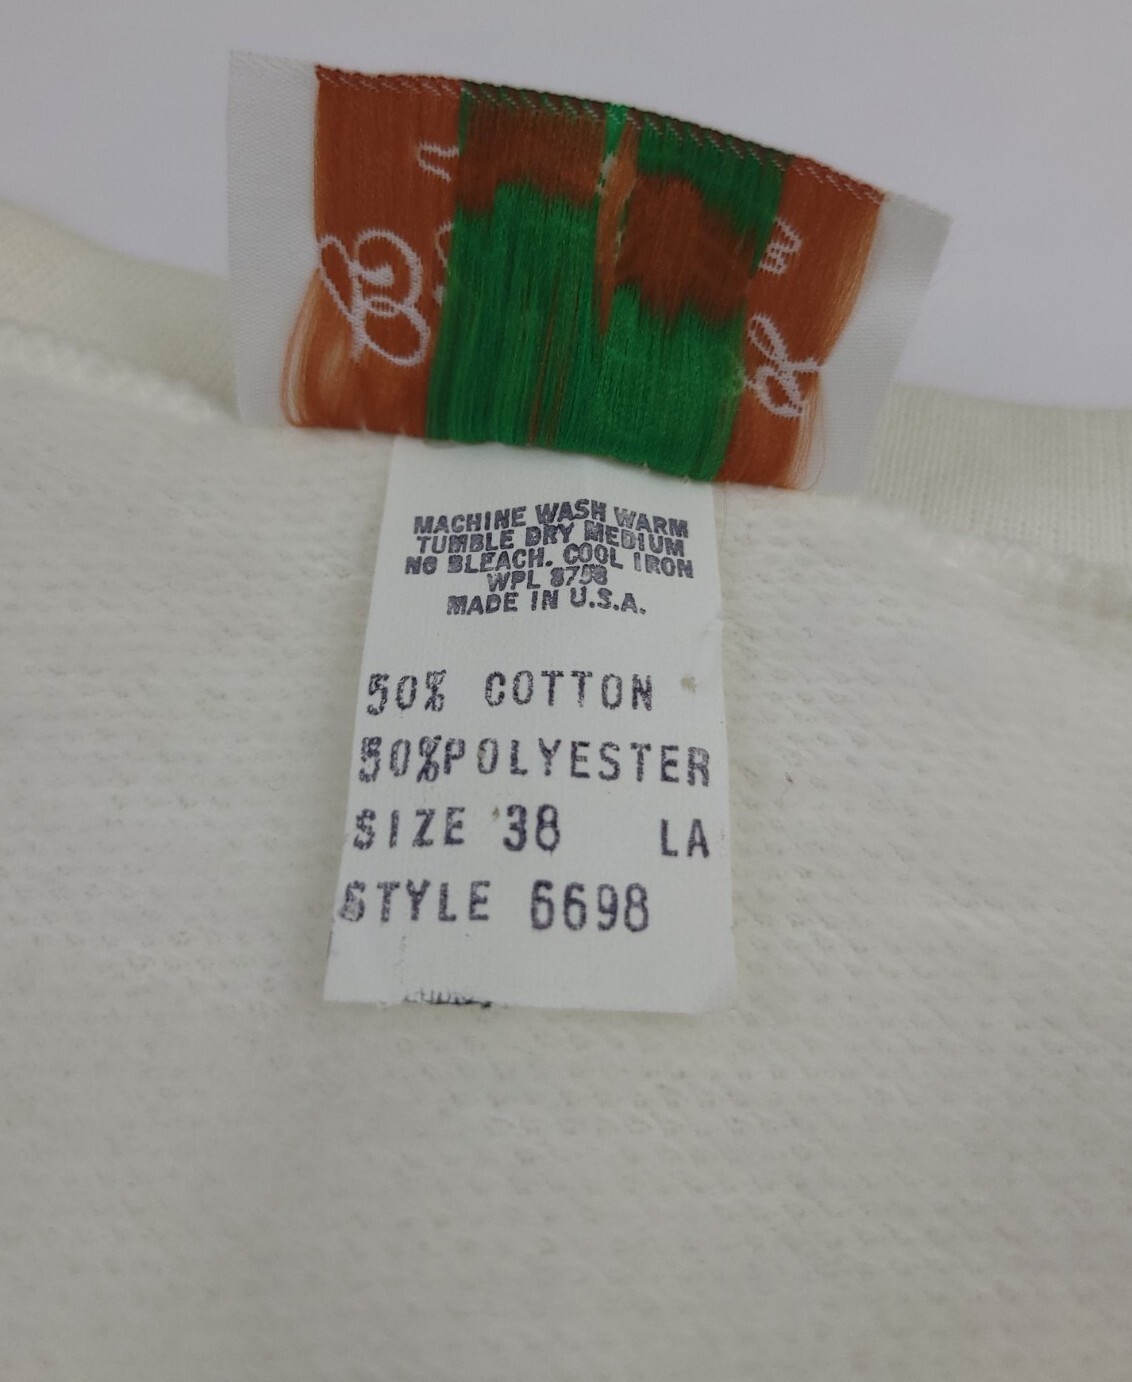 MACHINE WASH WARM
TUMBLE DRY MEDIUM
NO BLEACH. COOL IRON
WPL 8798
MADE IN U.S.A.
50% COTTON
50%POLYESTER
SIZE 38 LA
STYLE 6698